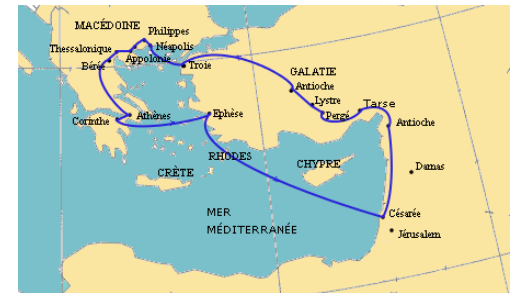 MACÉDOINE
Philippes
Thessalonique
Néapolis
Bérée
Appolonie
Troie
GALATIE
Antioche
Lystre
Tarse
Pergé
Corinthe
Athènes
Ephèse
Antioche
RHODES
CHYPRE
Damas
CRÈTE
MER
MÉDITERRANÉE
Césarée
Jérusalem